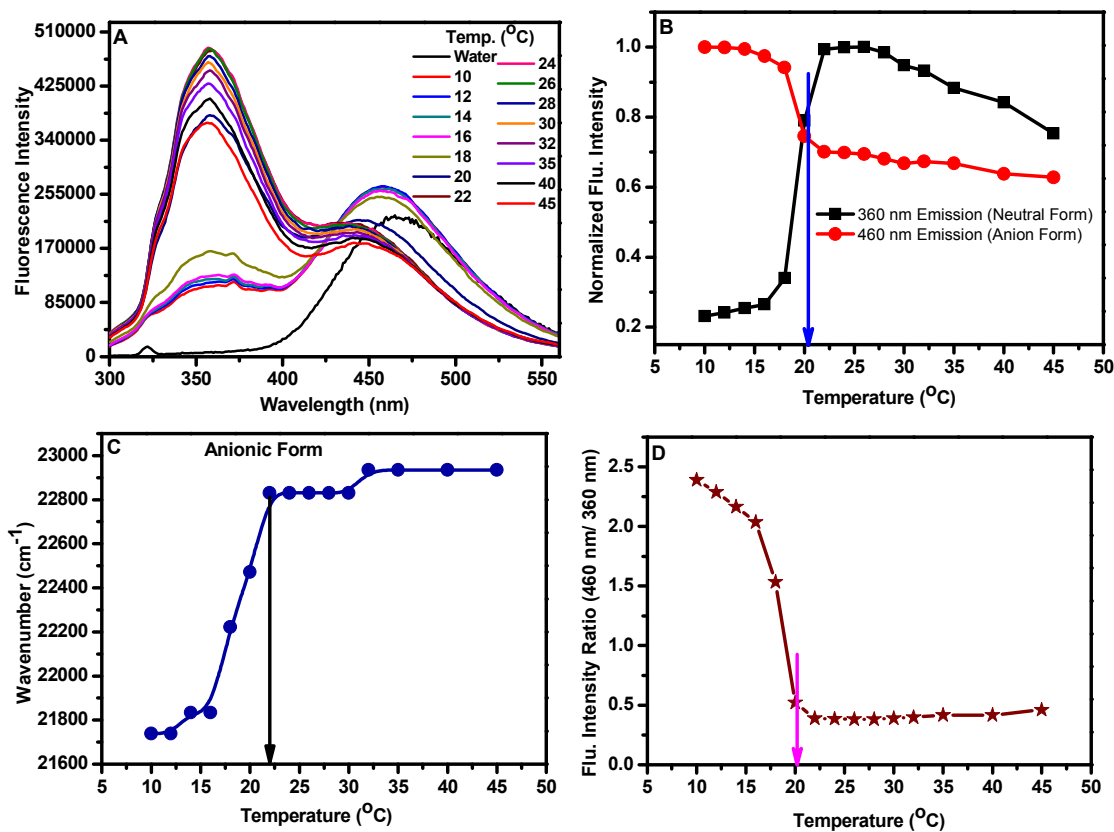 A
Temp. (°C)
Water
10
12
14
16
18
20
22
24
26
28
30
32
35
40
45
510000
425000
340000
255000
170000
85000
0
Fluorescence Intensity
300 350 400 450 500 550
Wavelength (nm)
B
1.0
0.8
0.6
0.4
0.2
Normalized Flu. Intensity
360 nm Emission (Neutral Form)
460 nm Emission (Anion Form)
5 10 15 20 25 30 35 40 45 50
Temperature (°C)
C
Anionic Form
23000
22800
22600
22400
22200
22000
21800
21600
Wavenumber (cm⁻¹)
5 10 15 20 25 30 35 40 45 50
Temperature (°C)
D
2.5
2.0
1.5
1.0
0.5
0.0
Flu. Intensity Ratio (460 nm/ 360 nm)
5 10 15 20 25 30 35 40 45 50
Temperature (°C)